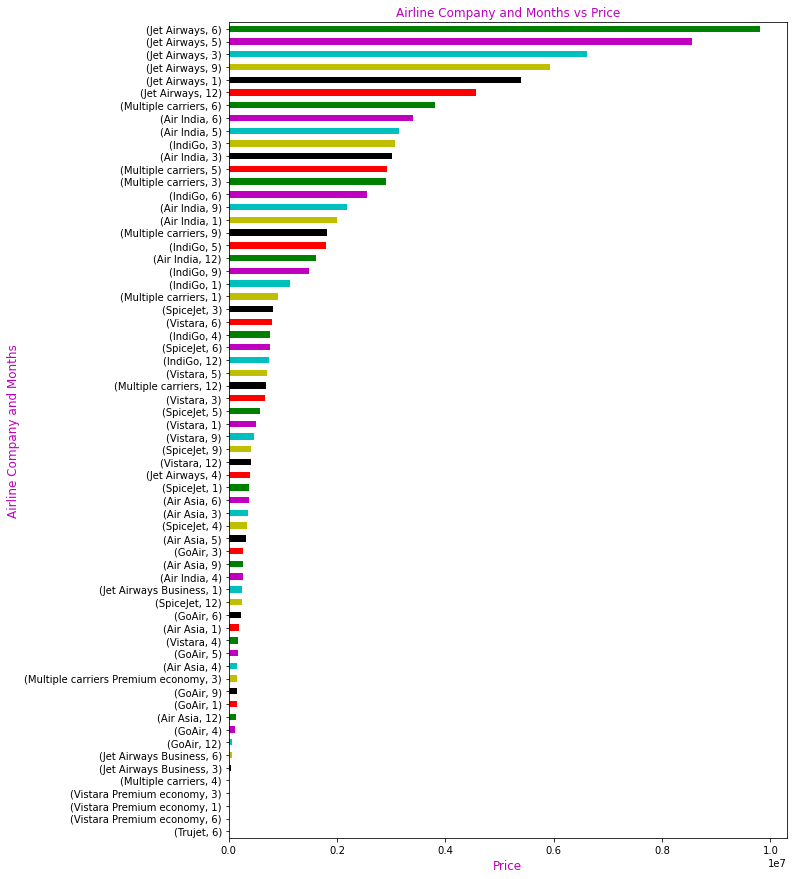 Airline Company and Months vs Price
(Jet Airways, 6)
(Jet Airways, 5)
(Jet Airways, 3)
(Jet Airways, 9)
(Jet Airways, 1)
(Jet Airways, 12)
(Multiple carriers, 6)
(Air India, 6)
(Air India, 5)
(IndiGo, 3)
(Air India, 3)
(Multiple carriers, 5)
(Multiple carriers, 3)
(IndiGo, 6)
(Air India, 9)
(Air India, 1)
(Multiple carriers, 9)
(IndiGo, 5)
(Air India, 12)
(IndiGo, 9)
(IndiGo, 1)
(Multiple carriers, 1)
(SpiceJet, 3)
(Vistara, 6)
(IndiGo, 4)
(SpiceJet, 6)
(IndiGo, 12)
(Vistara, 5)
(Multiple carriers, 12)
(Vistara, 3)
(SpiceJet, 5)
(Vistara, 1)
(Vistara, 9)
(SpiceJet, 9)
(Vistara, 12)
(Jet Airways, 4)
(SpiceJet, 1)
(Air Asia, 6)
(Air Asia, 3)
(SpiceJet, 4)
(Air Asia, 5)
(GoAir, 3)
(Air Asia, 9)
(Air India, 4)
(Jet Airways Business, 1)
(SpiceJet, 12)
(GoAir, 6)
(Air Asia, 1)
(Vistara, 4)
(GoAir, 5)
(Air Asia, 4)
(Multiple carriers Premium economy, 3)
(GoAir, 9)
(GoAir, 1)
(Air Asia, 12)
(GoAir, 4)
(GoAir, 12)
(Jet Airways Business, 6)
(Jet Airways Business, 3)
(Multiple carriers, 4)
(Vistara Premium economy, 3)
(Vistara Premium economy, 1)
(Vistara Premium economy, 6)
(Trujet, 6)
Airline Company and Months
0.0 0.2 0.4 0.6 0.8 1.0
1e7
Price